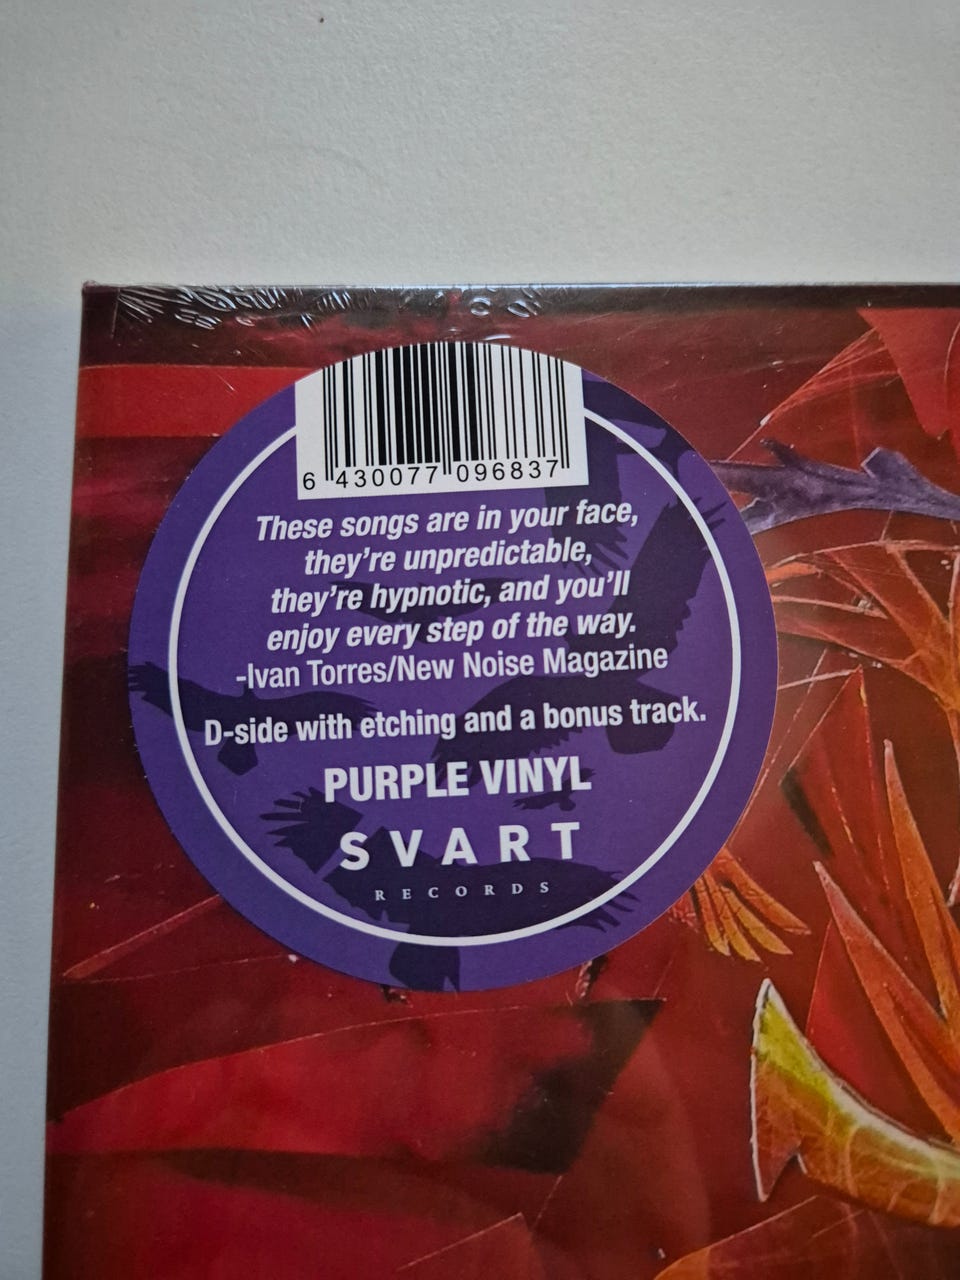 6 430077 096837
These songs are in your face,
they're unpredictable,
they're hypnotic, and you'll
enjoy every step of the way.
-Ivan Torres/New Noise Magazine
D-side with etching and a bonus track.
PURPLE VINYL
SVART
RECORDS